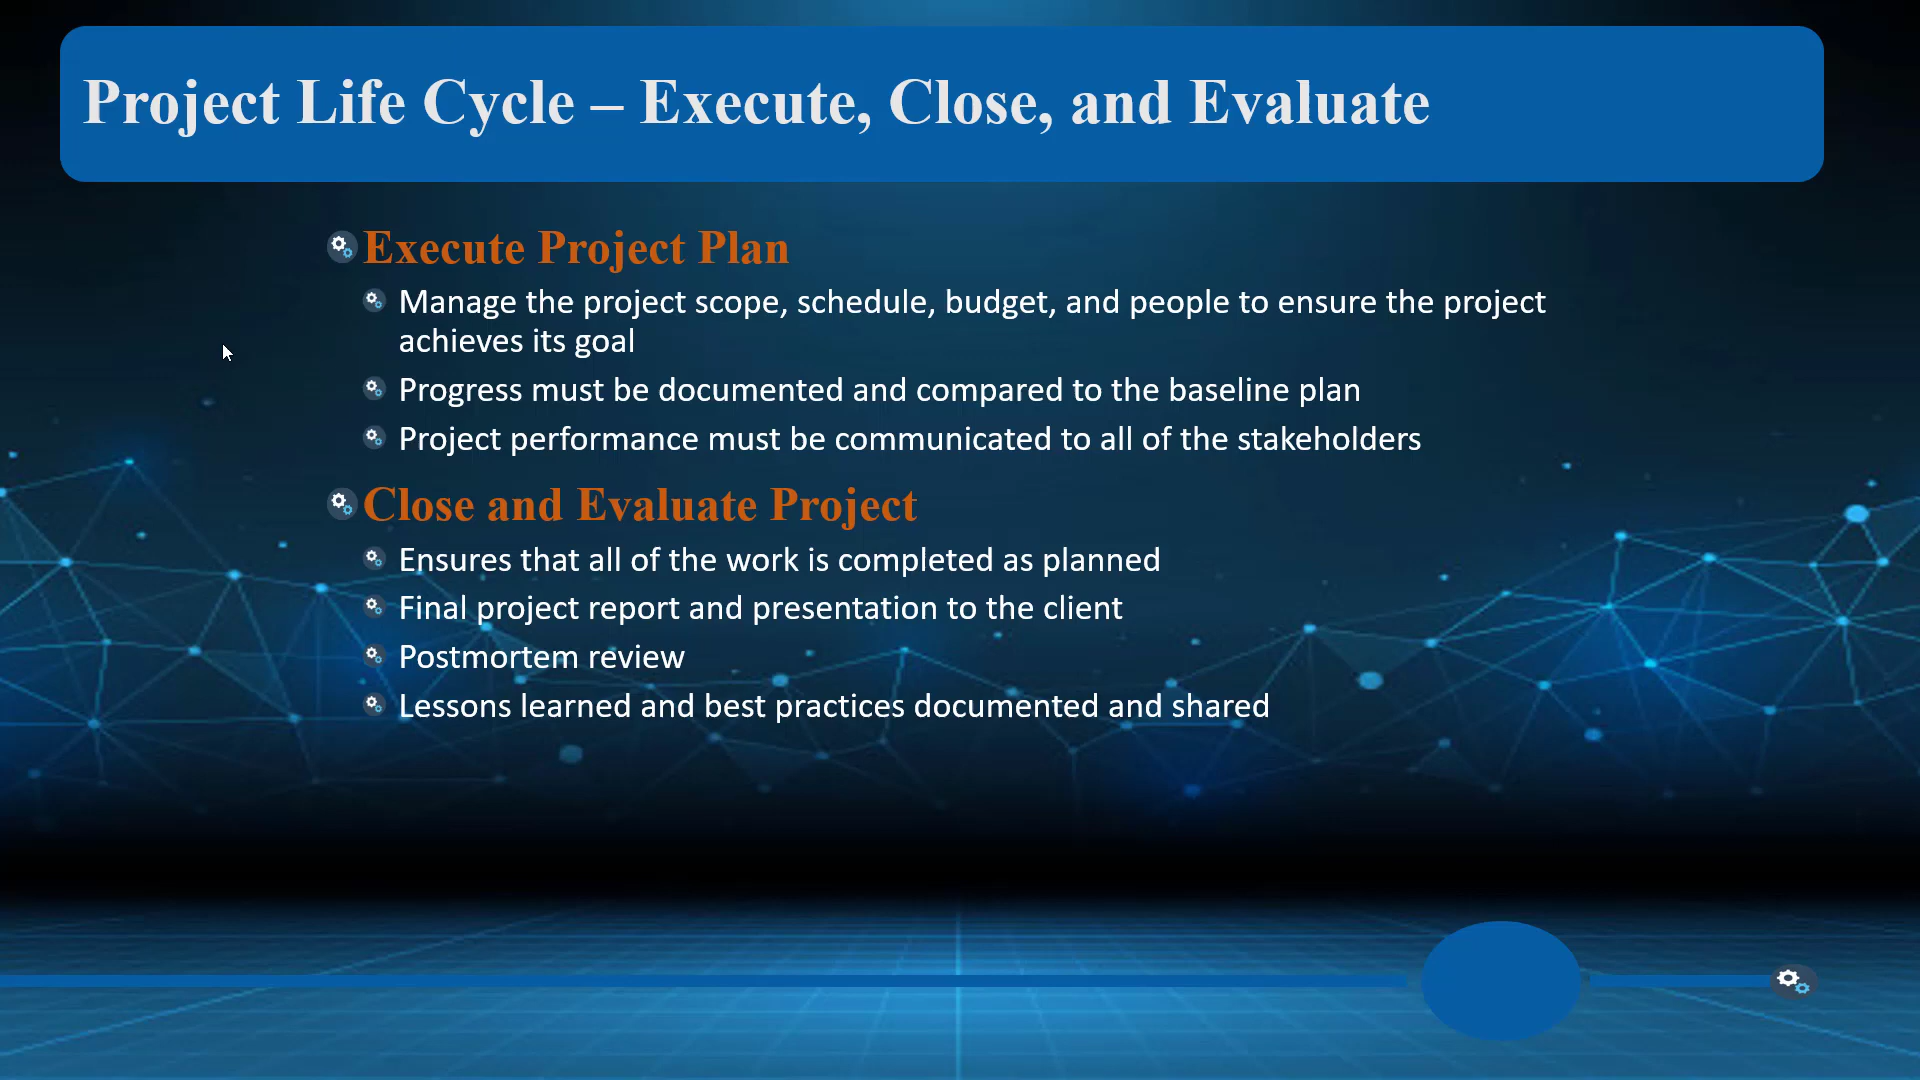 Project Life Cycle – Execute, Close, and Evaluate
Execute Project Plan
Manage the project scope, schedule, budget, and people to ensure the project
achieves its goal
Progress must be documented and compared to the baseline plan
Project performance must be communicated to all of the stakeholders
Close and Evaluate Project
Ensures that all of the work is completed as planned
Final project report and presentation to the client
Postmortem review
Lessons learned and best practices documented and shared